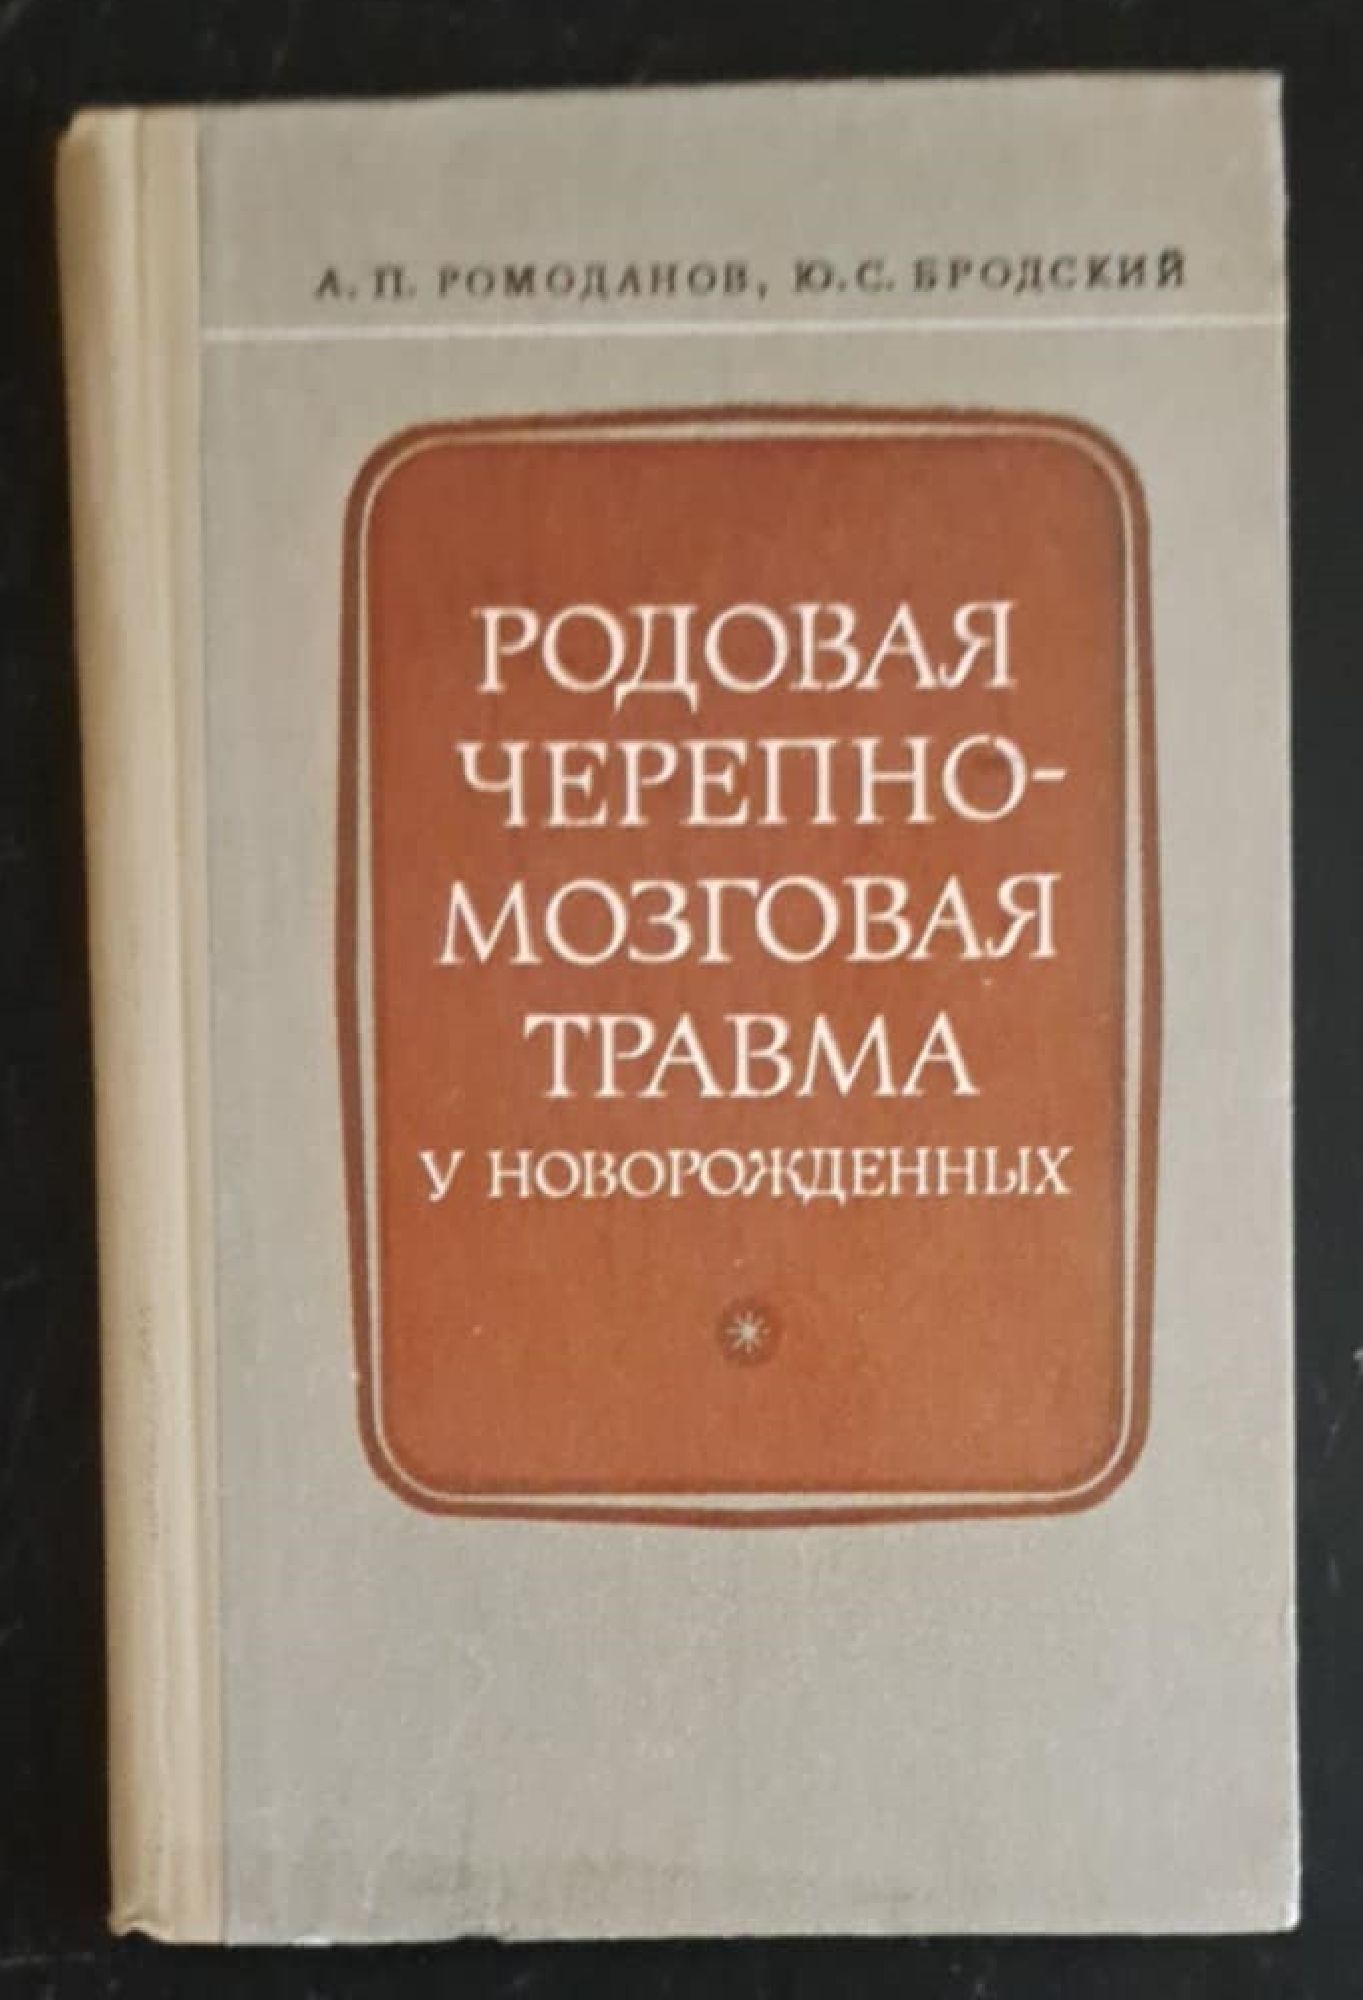 А. П. РОМОДАНОВ, Ю. С. БРОДСКИЙ
РОДОВАЯ
ЧЕРЕПНО-
МОЗГОВАЯ
ТРАВМА
У НОВОРОЖДЕННЫХ